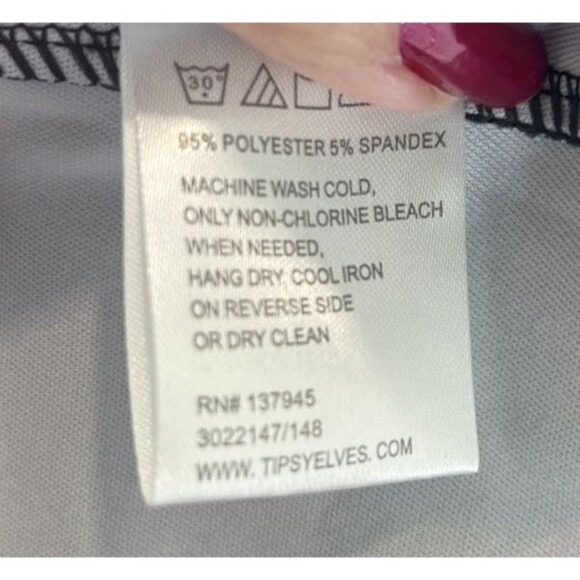 30°
95% POLYESTER 5% SPANDEX
MACHINE WASH COLD,
ONLY NON-CHLORINE BLEACH
WHEN NEEDED,
HANG DRY, COOL IRON
ON REVERSE SIDE
OR DRY CLEAN
RN# 137945
3022147/148
WWW. TIPSYELVES. COM